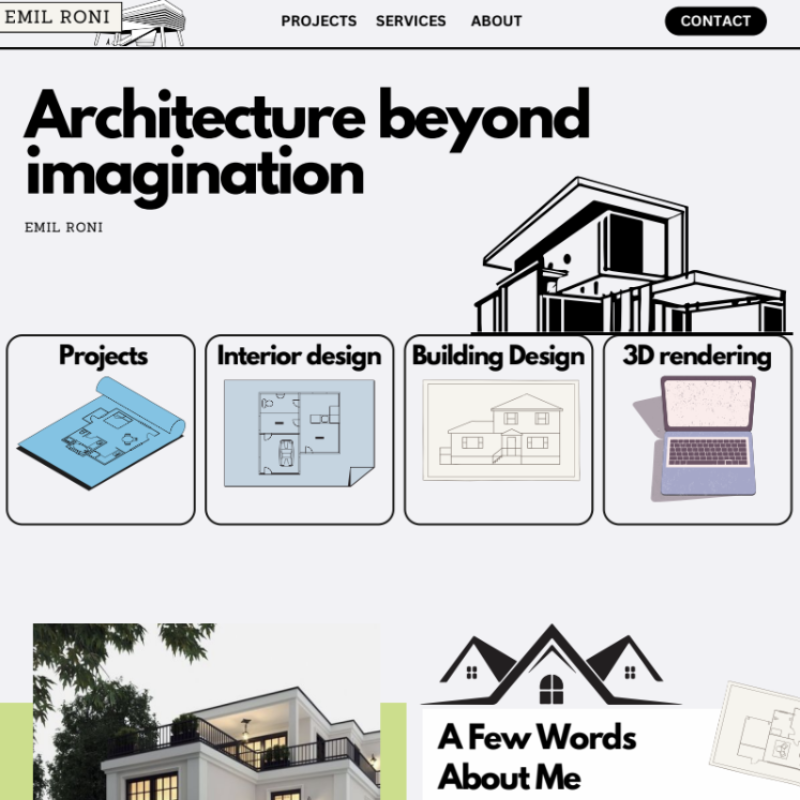 EMIL RONI
PROJECTS SERVICES ABOUT
CONTACT
Architecture beyond
imagination
EMIL RONI
Projects
Interior design
Building Design
3D rendering
A Few Words
About Me